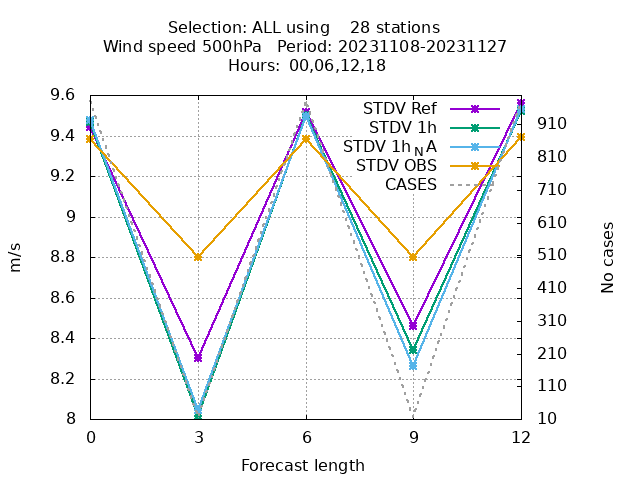 Selection: ALL using    28 stations
Wind speed 500hPa   Period: 20231108-20231127
Hours:  00,06,12,18
STDV Ref
STDV 1h
STDV 1h_N A
STDV OBS
CASES
9.6
9.4
9.2
9
8.8
8.6
8.4
8.2
8
910
810
710
610
510
410
310
210
110
10
m/s
No cases
0 3 6 9 12
Forecast length